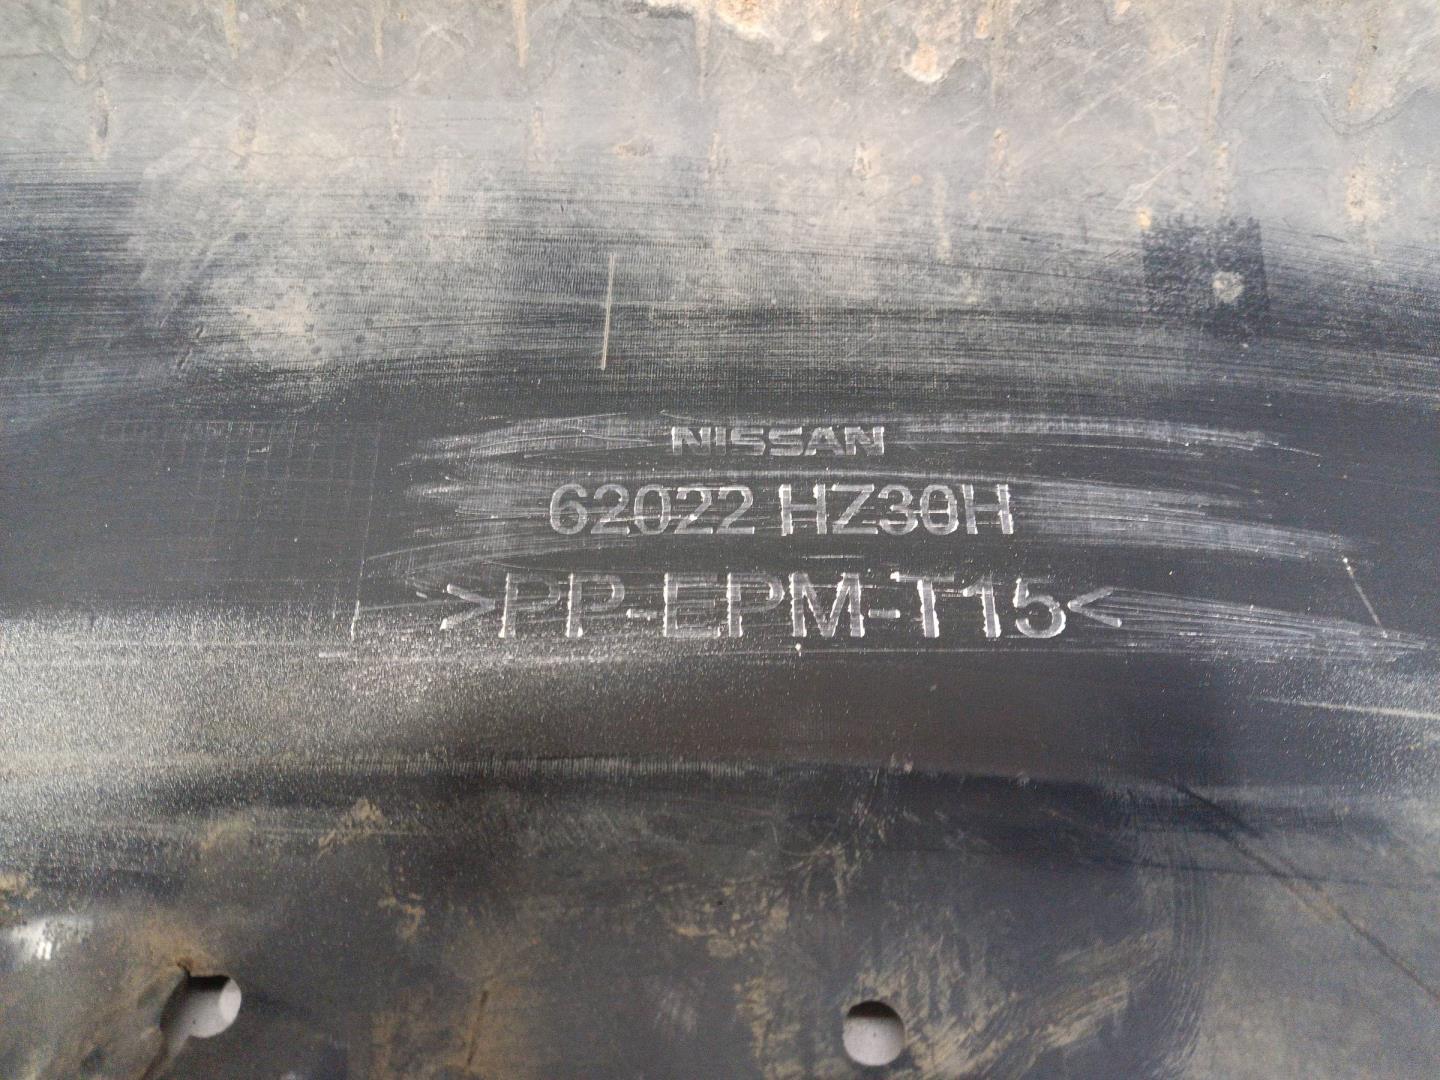 NISSAN
62022 HZ30H
>PP-EPM-T15<